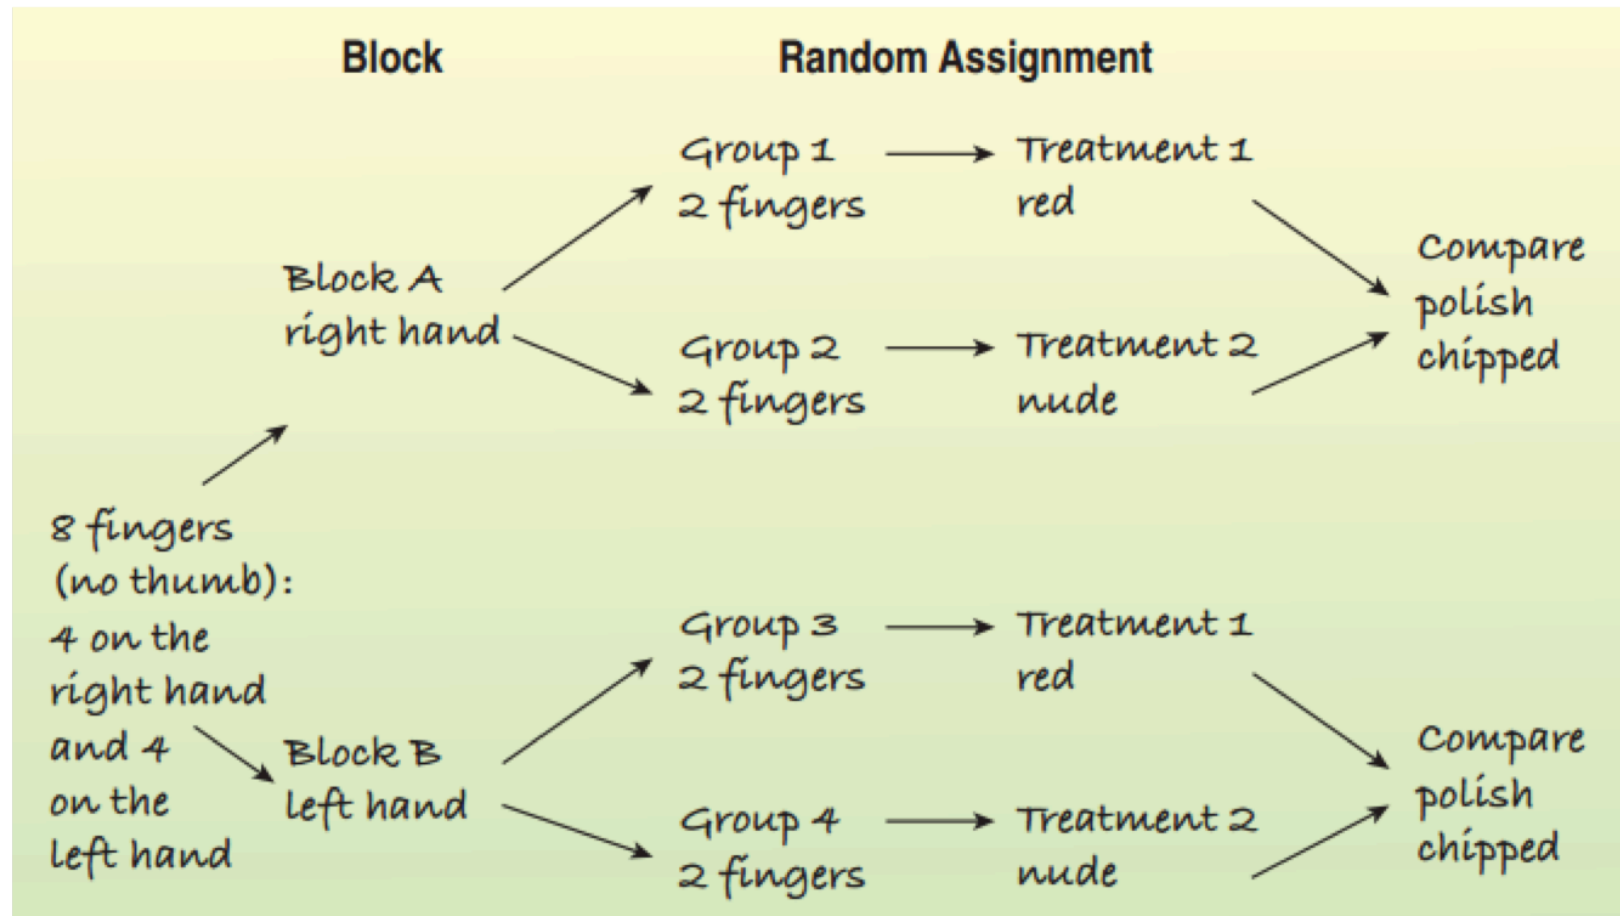 Block
Random Assignment
Group 1
2 fingers
Treatment 1
red
Block A
right hand
Group 2
2 fingers
Treatment 2
nude
Compare
polish
chipped
8 fingers
(no thumb):
4 on the
right hand
and 4
on the
left hand
Block B
left hand
Group 3
2 fingers
Treatment 1
red
Group 4
2 fingers
Treatment 2
nude
Compare
polish
chipped